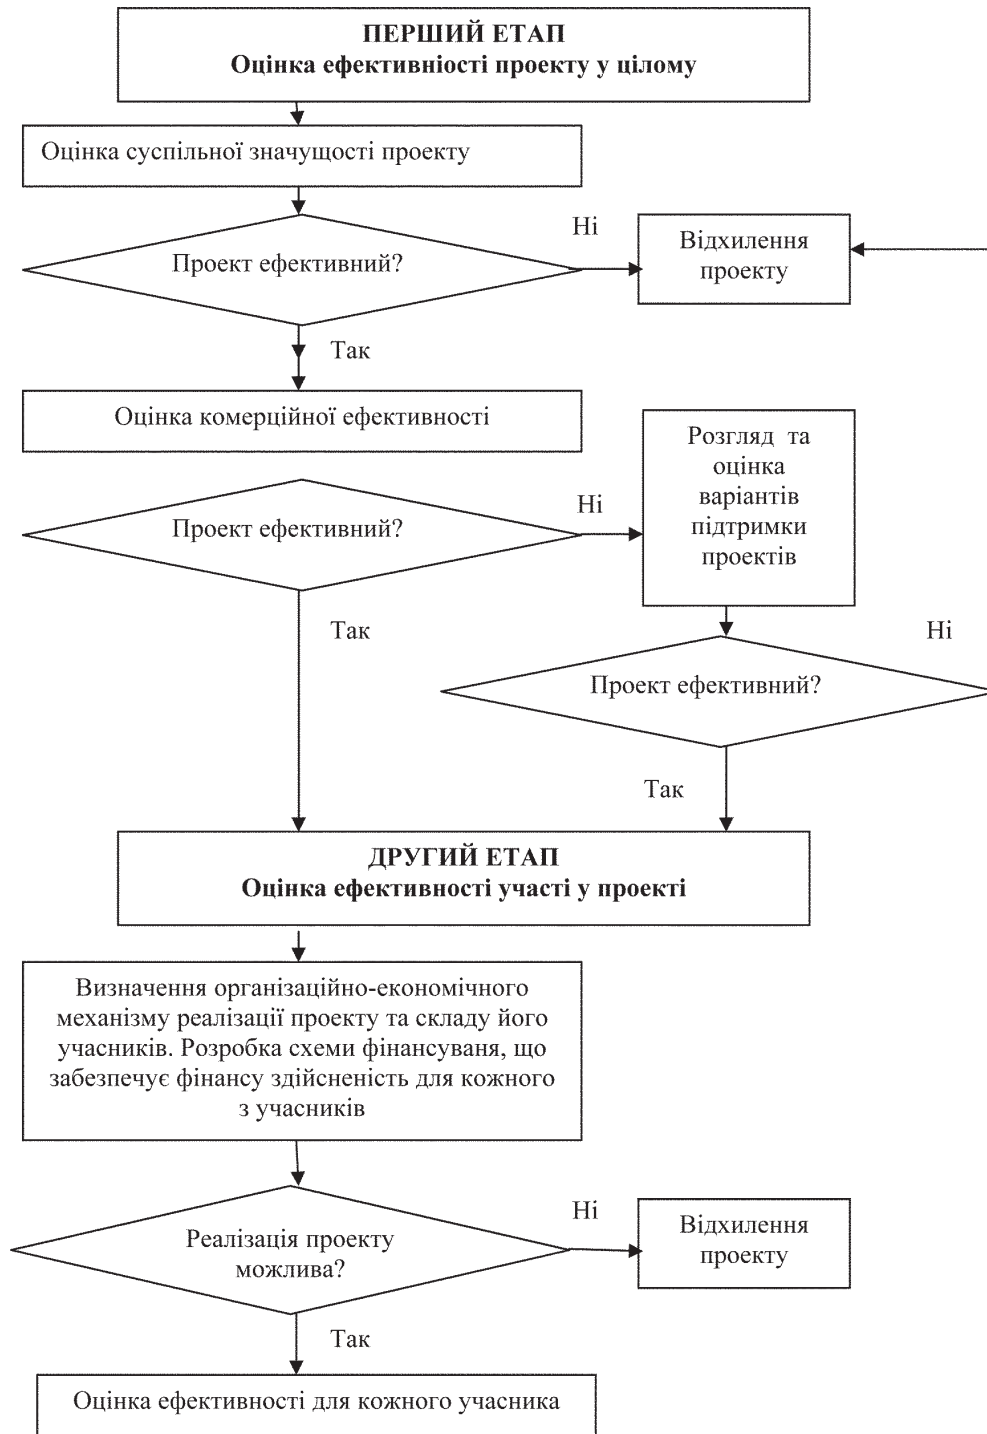 ПЕРШИЙ ЕТАП
Оцінка ефективніості проекту у цілому
Оцінка суспільної значущості проекту
Проект ефективний?
Ні
Відхилення
проекту
Так
Оцінка комерційної ефективності
Проект ефективний?
Ні
Розгляд та
оцінка
варіантів
підтримки
проектів
Так
Ні
Проект ефективний?
Так
ДРУГИЙ ЕТАП
Оцінка ефективності участі у проекті
Визначення організаційно-економічного
механізму реалізації проекту та складу його
учасників. Розробка схеми фінансуваня, що
забезпечує фінансу здійсненість для кожного
з учасників
Реалізація проекту
можлива?
Ні
Відхилення
проекту
Так
Оцінка ефективності для кожного учасника